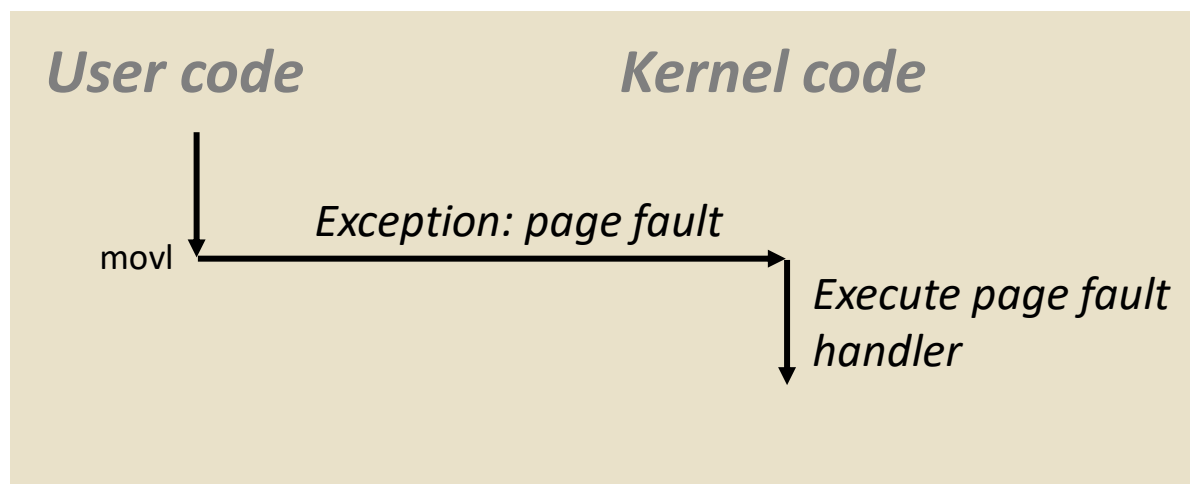 User code
Kernel code
Exception: page fault
movl
Execute page fault
handler